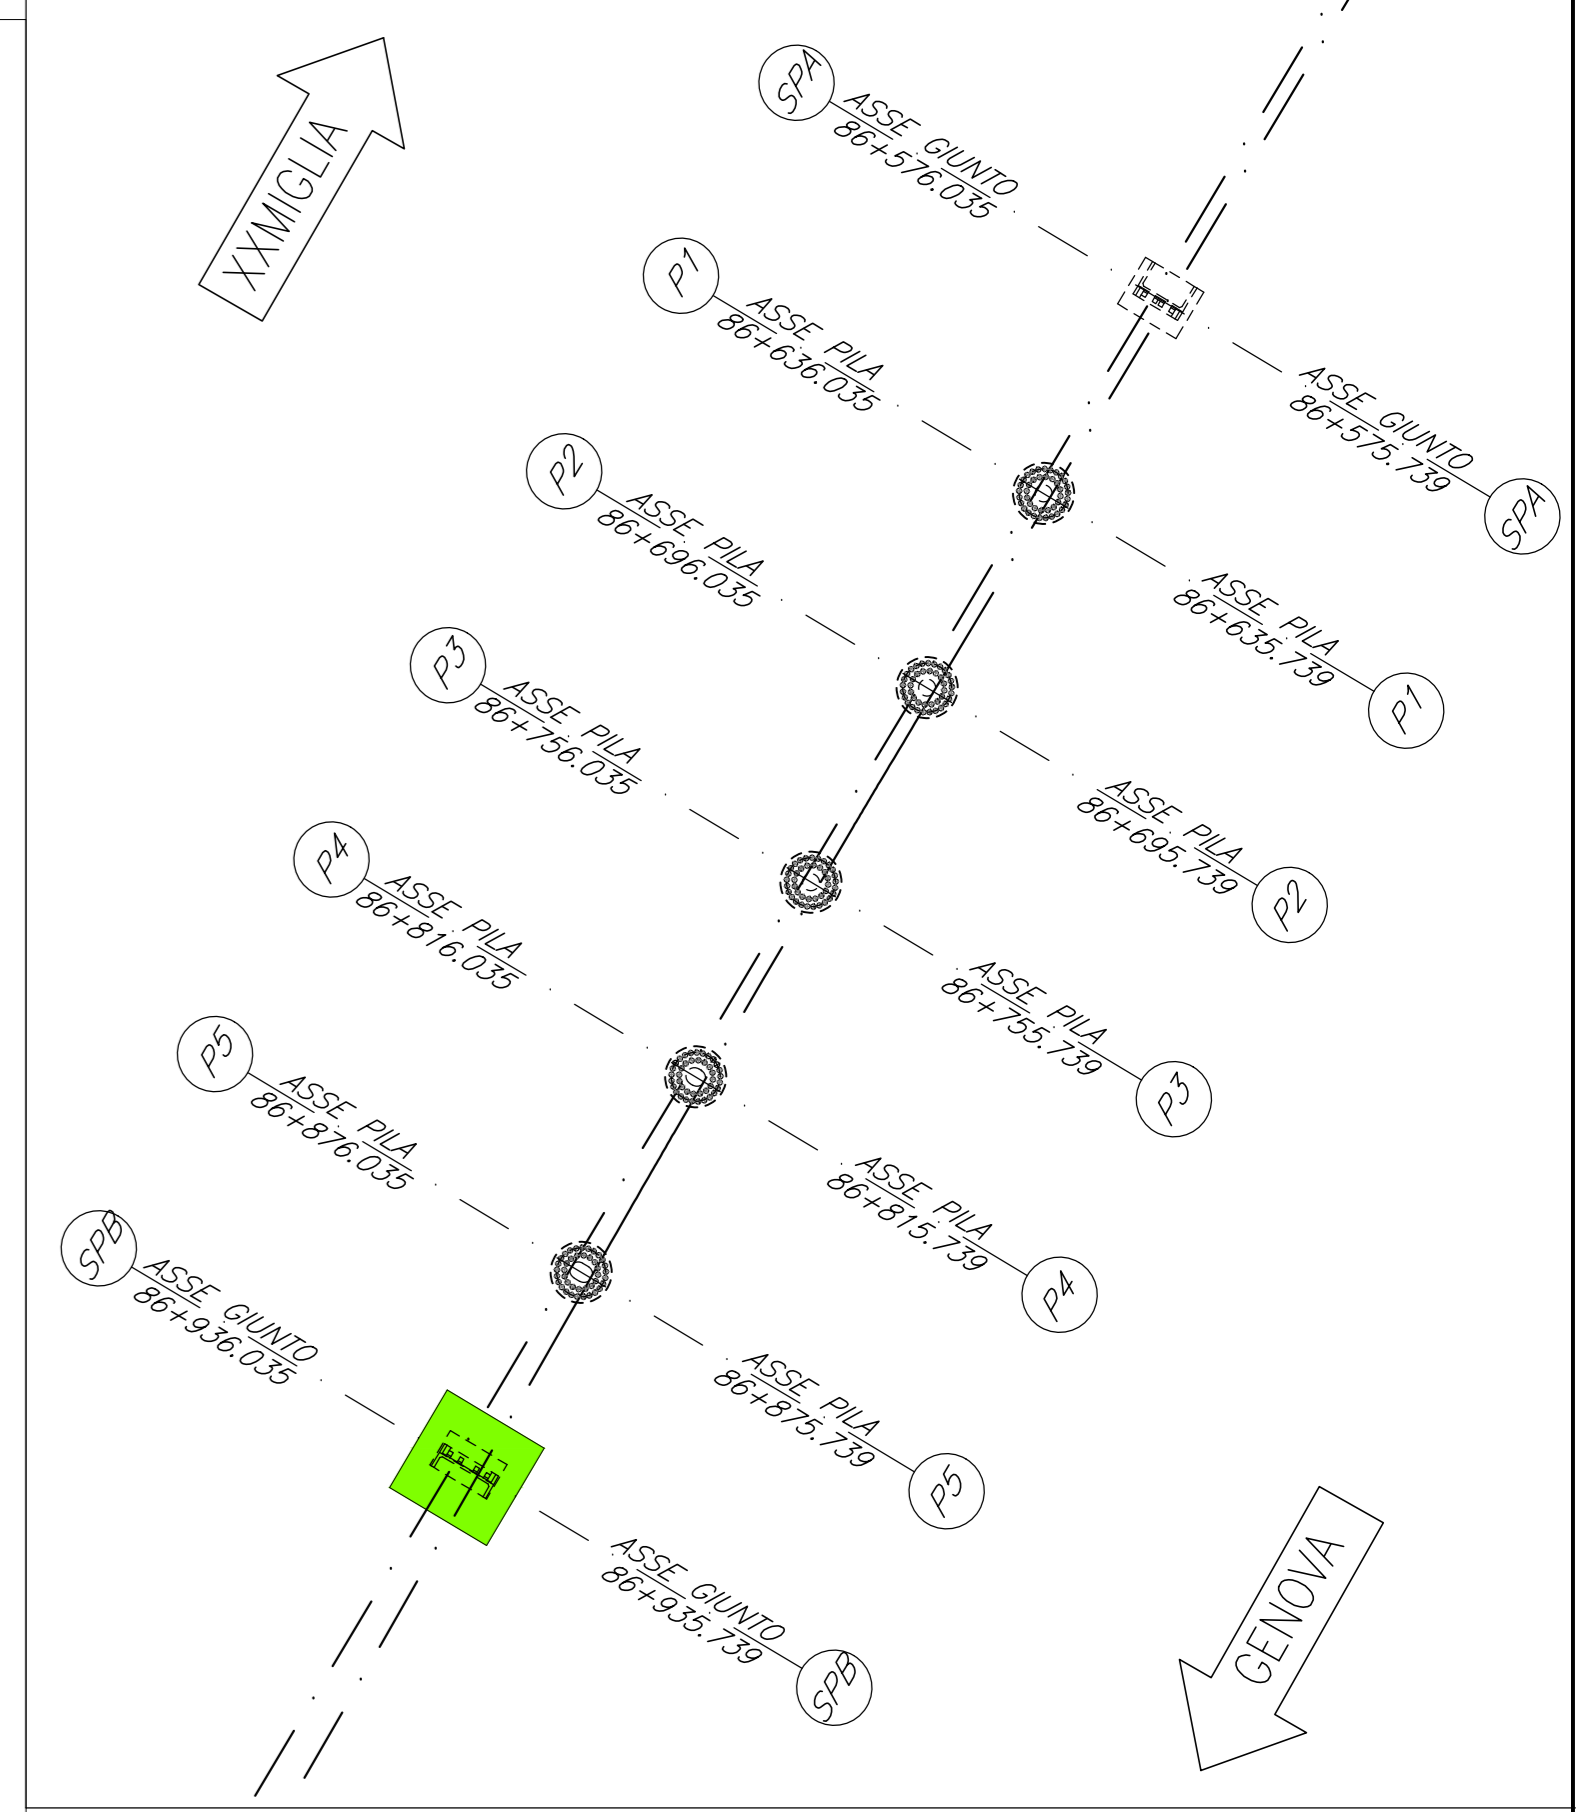 XXMIGLIA
SPA
ASSE GIUNTO
86+576.035
P1
ASSE PILA
86+636.035
P2
ASSE PILA
86+696.035
P3
ASSE PILA
86+756.035
P4
ASSE PILA
86+816.035
P5
ASSE PILA
86+876.035
SPB
ASSE GIUNTO
86+936.035
ASSE GIUNTO
86+575.739
SPA
ASSE PILA
86+635.739
P1
ASSE PILA
86+695.739
P2
ASSE PILA
86+755.739
P3
ASSE PILA
86+815.739
P4
ASSE PILA
86+875.739
P5
ASSE GIUNTO
86+935.739
SPB
GENOVA